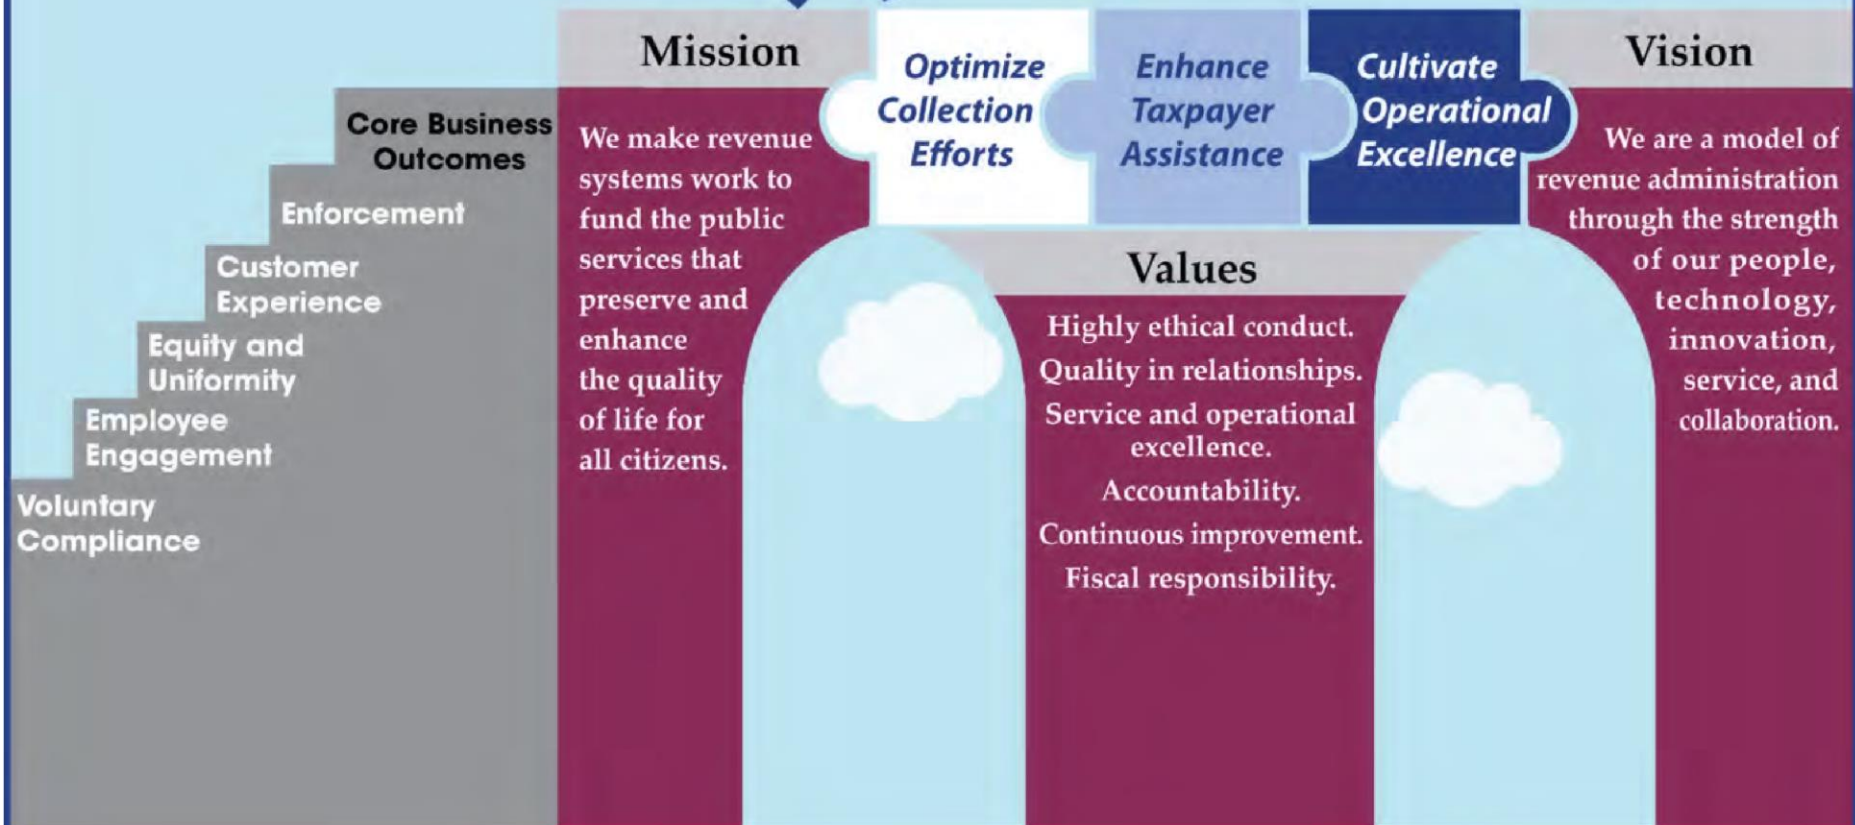 Core Business
Outcomes
Enforcement
Customer
Experience
Equity and
Uniformity
Employee
Engagement
Voluntary
Compliance
Mission
We make revenue
systems work to
fund the public
services that
preserve and
enhance
the quality
of life for
all citizens.
Optimize
Collection
Efforts
Enhance
Taxpayer
Assistance
Cultivate
Operational
Excellence
Values
Highly ethical conduct.
Quality in relationships.
Service and operational
excellence.
Accountability.
Continuous improvement.
Fiscal responsibility.
Vision
We are a model of
revenue administration
through the strength
of our people,
technology,
innovation,
service, and
collaboration.